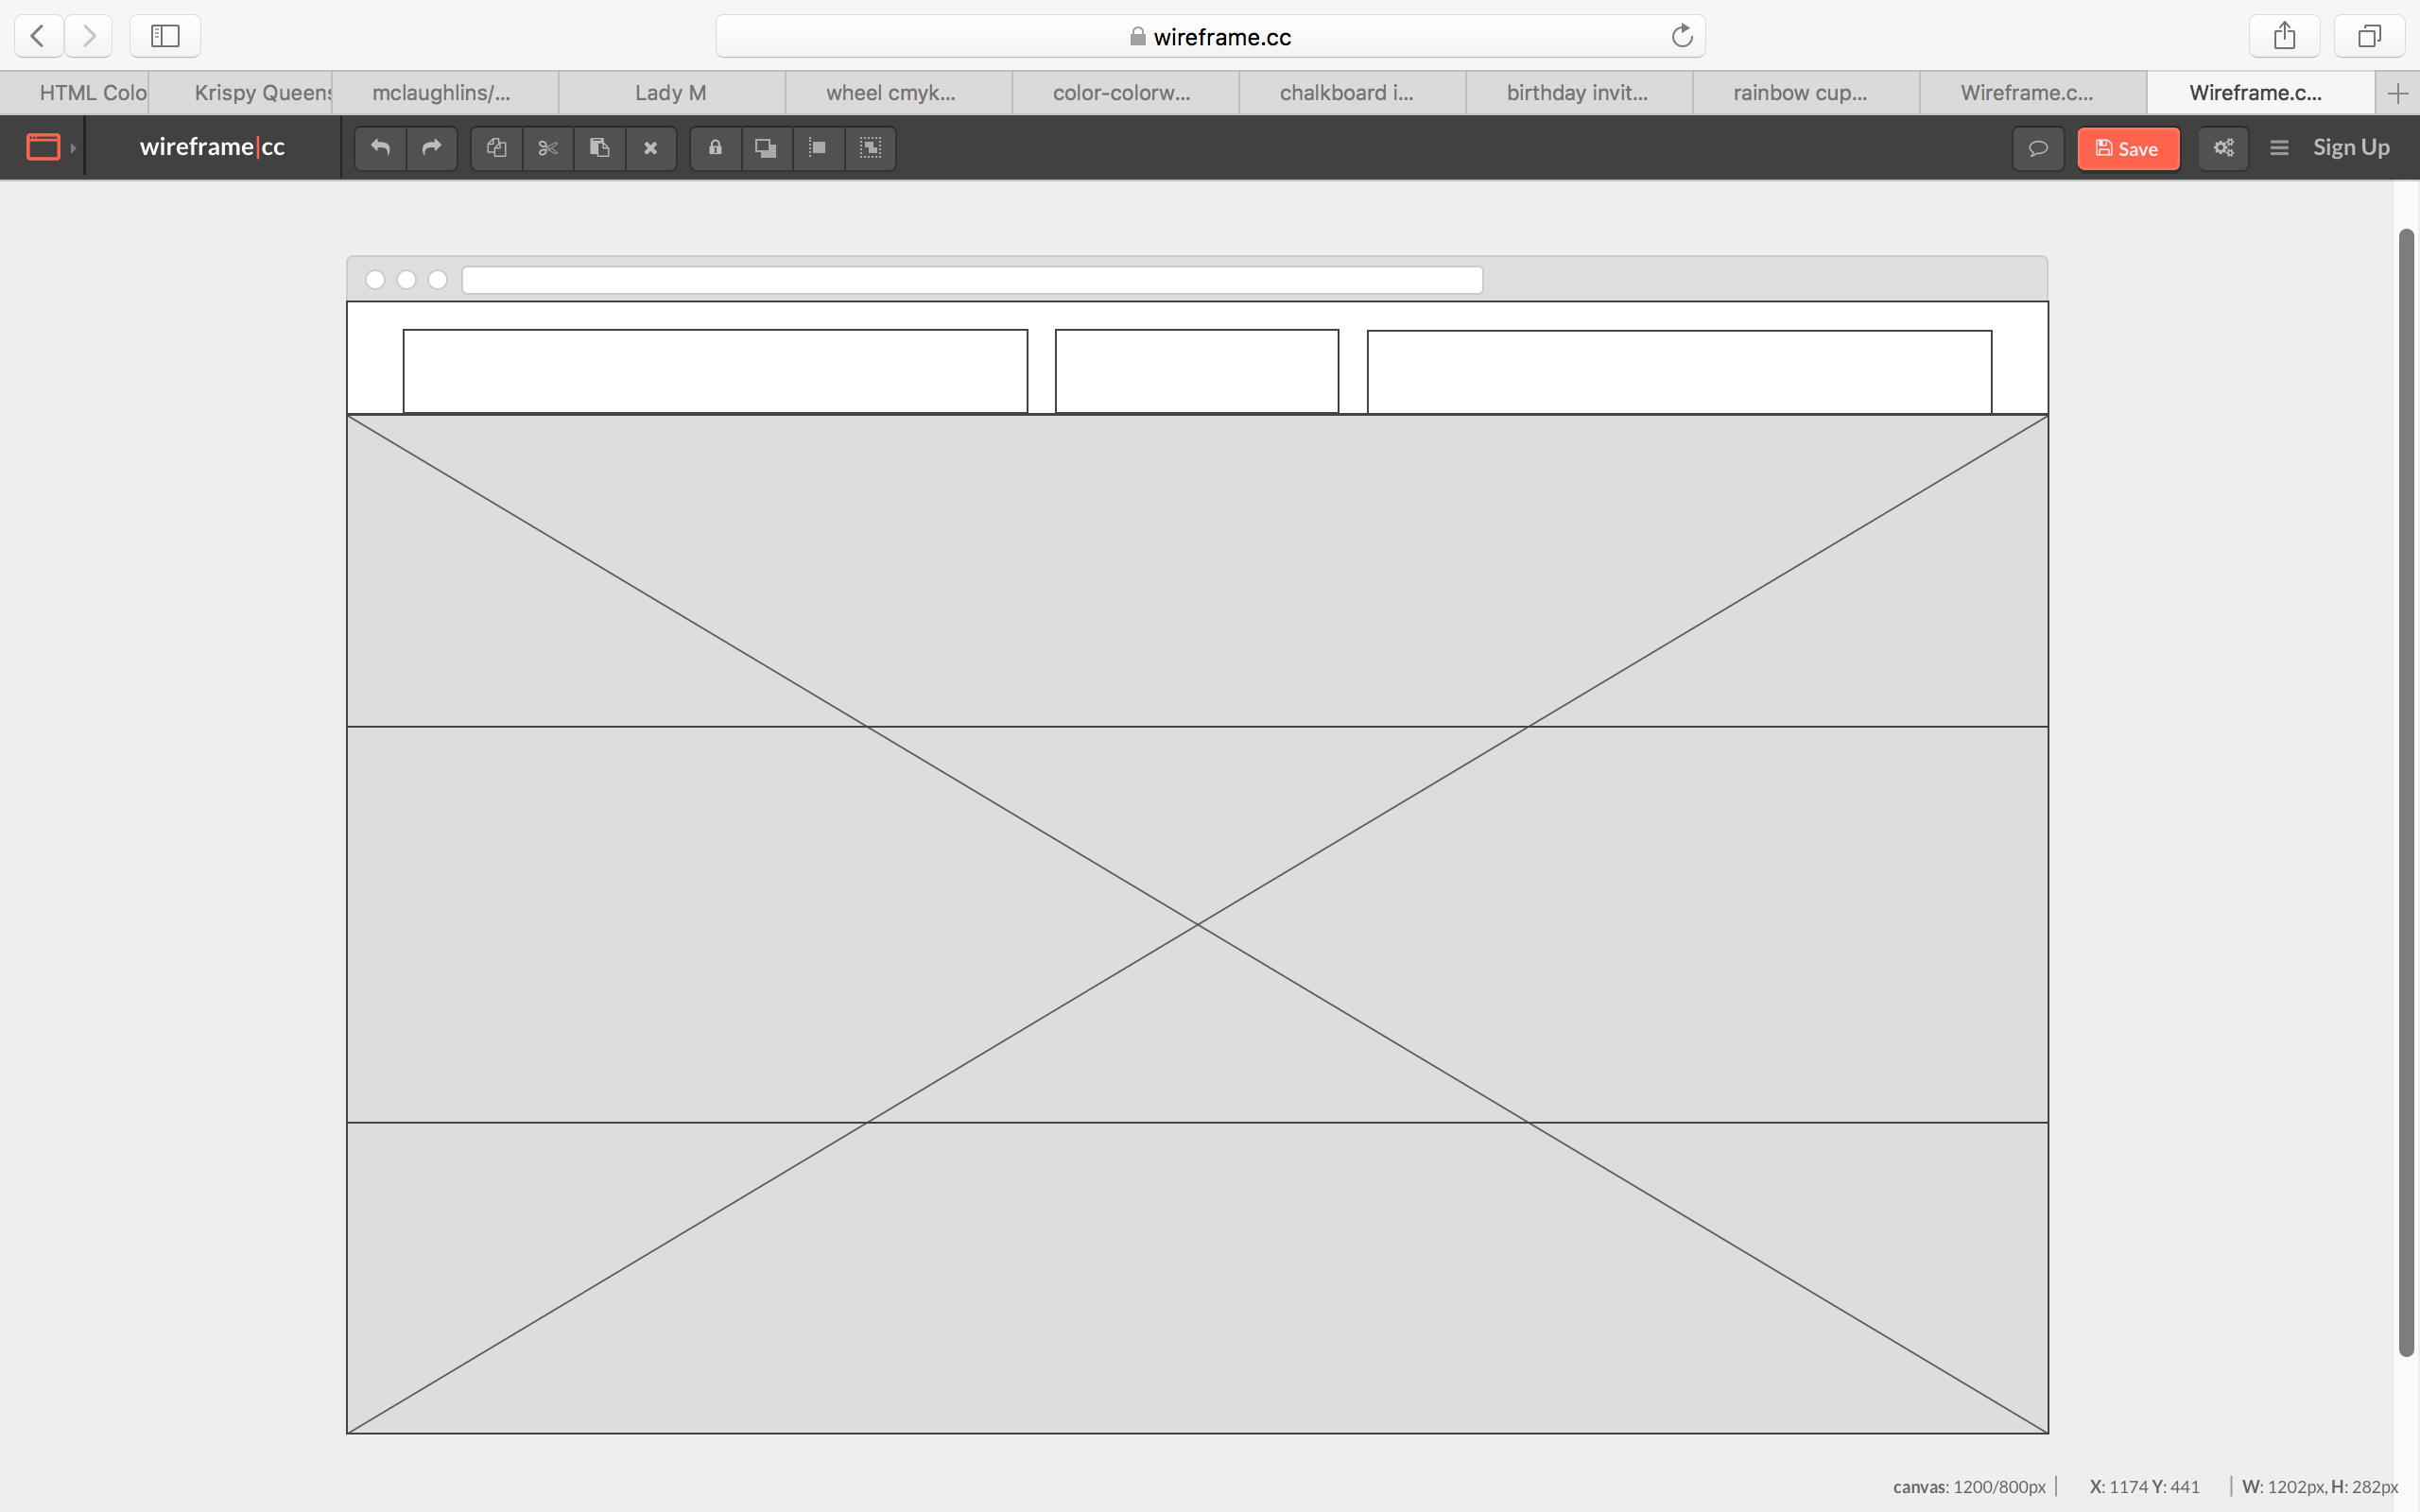 wireframe.cc
HTML Colo
Krispy Queens
mclaughlins/...
Lady M
wheel cmyk...
color-colorw...
chalkboard i...
birthday invit...
rainbow cup...
Wireframe.c...
Wireframe.c...
wireframe|cc
Save
Sign Up
canvas: 1200/800px
X: 1174 Y: 441
W: 1202px, H: 282px